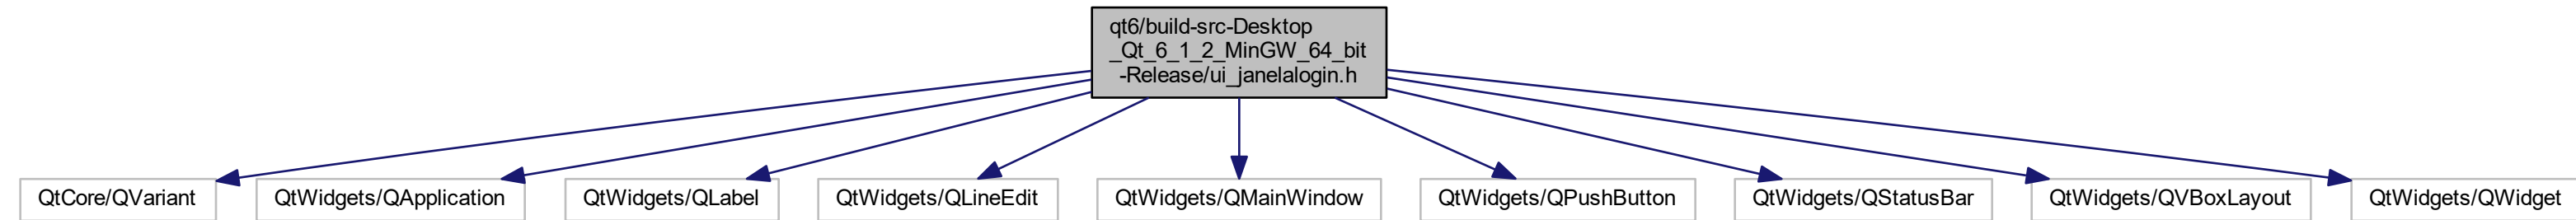 qt6/build-src-Desktop
_Qt_6_1_2_MinGW_64_bit
-Release/ui_janelalogin.h
QtCore/QVariant
QtWidgets/QApplication
QtWidgets/QLabel
QtWidgets/QLineEdit
QtWidgets/QMainWindow
QtWidgets/QPushButton
QtWidgets/QStatusBar
QtWidgets/QVBoxLayout
QtWidgets/QWidget